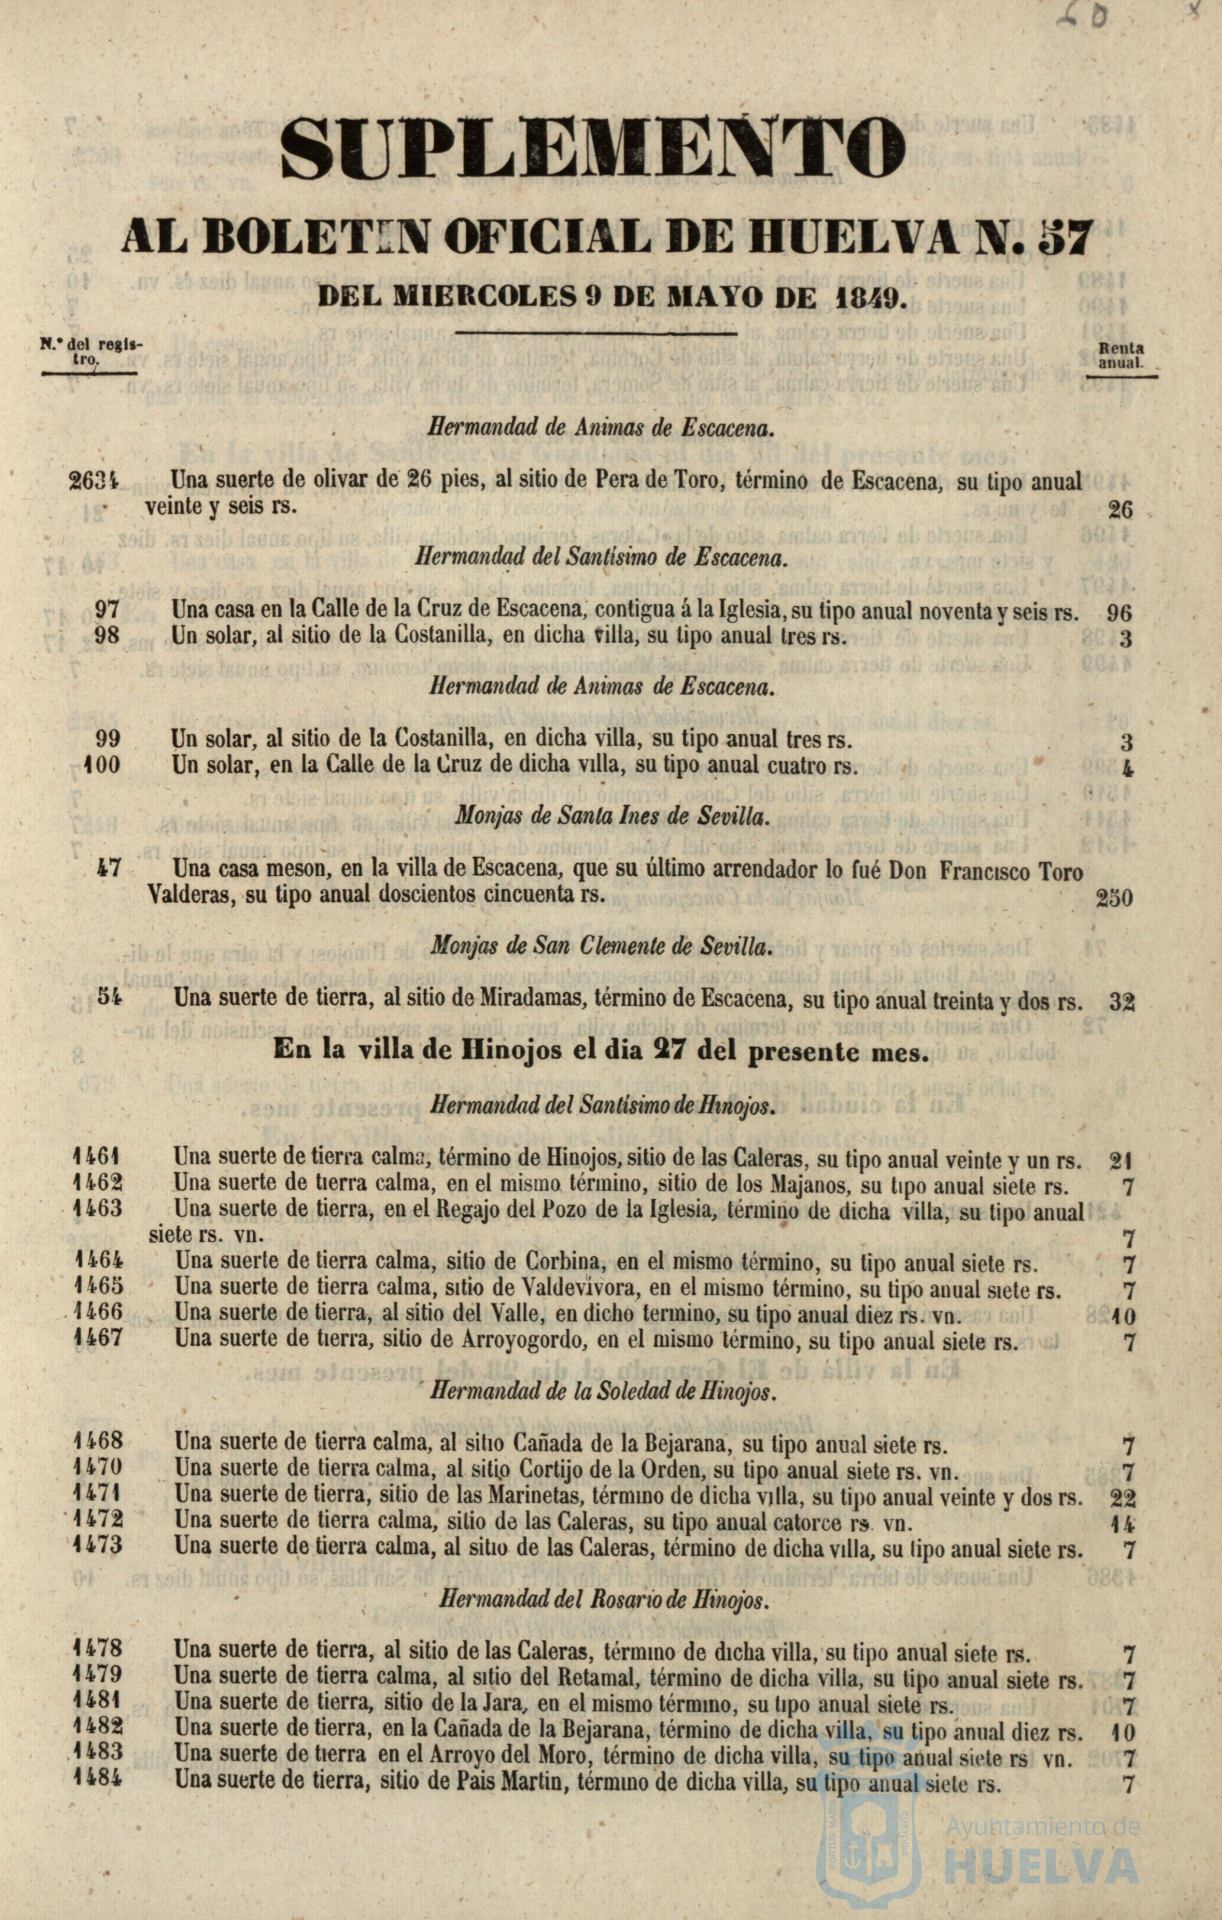 60 x
SUPLEMENTO
AL BOLETIN OFICIAL DE HUELVA N. 57
DEL MIERCOLES 9 DE MAYO DE 1849.
N.º del regis-
tro.
Renta
anual.
Hermandad de Animas de Escacena.
2634 Una suerte de olivar de 26 pies, al sitio de Pera de Toro, término de Escacena, su tipo anual
veinte y seis rs. 26
Hermandad del Santísimo de Escacena.
97 Una casa en la Calle de la Cruz de Escacena, contigua á la Iglesia, su tipo anual noventa y seis rs. 96
98 Un solar, al sitio de la Costanilla, en dicha villa, su tipo anual tres rs. 3
Hermandad de Animas de Escacena.
99 Un solar, al sitio de la Costanilla, en dicha villa, su tipo anual tres rs. 3
100 Un solar, en la Calle de la Cruz de dicha villa, su tipo anual cuatro rs. 4
Monjas de Santa Ines de Sevilla.
47 Una casa meson, en la villa de Escacena, que su último arrendador lo fué Don Francisco Toro
Valderas, su tipo anual doscientos cincuenta rs. 250
Monjas de San Clemente de Sevilla.
54 Una suerte de tierra, al sitio de Miradamas, término de Escacena, su tipo anual treinta y dos rs. 32
En la villa de Hinojos el dia 27 del presente mes.
Hermandad del Santísimo de Hinojos.
1461 Una suerte de tierra calma, término de Hinojos, sitio de las Caleras, su tipo anual veinte y un rs. 21
1462 Una suerte de tierra calma, en el mismo término, sitio de los Majanos, su tipo anual siete rs. 7
1463 Una suerte de tierra, en el Regajo del Pozo de la Iglesia, término de dicha villa, su tipo anual
siete rs. vn. 7
1464 Una suerte de tierra calma, sitio de Corbina, en el mismo término, su tipo anual siete rs. 7
1465 Una suerte de tierra calma, sitio de Valdevívora, en el mismo término, su tipo anual siete rs. 7
1466 Una suerte de tierra, al sitio del Valle, en dicho termino, su tipo anual diez rs. vn. 10
1467 Una suerte de tierra, sitio de Arroyogordo, en el mismo término, su tipo anual siete rs. 7
Hermandad de la Soledad de Hinojos.
1468 Una suerte de tierra calma, al sitio Cañada de la Bejarana, su tipo anual siete rs. 7
1470 Una suerte de tierra calma, al sitio Cortijo de la Orden, su tipo anual siete rs. vn. 7
1471 Una suerte de tierra, sitio de las Marinetas, término de dicha villa, su tipo anual veinte y dos rs. 22
1472 Una suerte de tierra calma, sitio de las Caleras, su tipo anual catorce rs. vn. 14
1473 Una suerte de tierra calma, al sitio de las Caleras, término de dicha villa, su tipo anual siete rs. 7
Hermandad del Rosario de Hinojos.
1478 Una suerte de tierra, al sitio de las Caleras, término de dicha villa, su tipo anual siete rs. 7
1479 Una suerte de tierra calma, al sitio del Retamal, término de dicha villa, su tipo anual siete rs. 7
1481 Una suerte de tierra, sitio de la Jara, en el mismo término, su tipo anual siete rs. 7
1482 Una suerte de tierra, en la Cañada de la Bejarana, término de dicha villa, su tipo anual diez rs. 10
1483 Una suerte de tierra en el Arroyo del Moro, término de dicha villa, su tipo anual siete rs vn. 7
1484 Una suerte de tierra, sitio de Pais Martin, término de dicha villa, su tipo anual siete rs. 7
PORTUS MARIS CUSTODIA
Ayuntamiento de
HUELVA